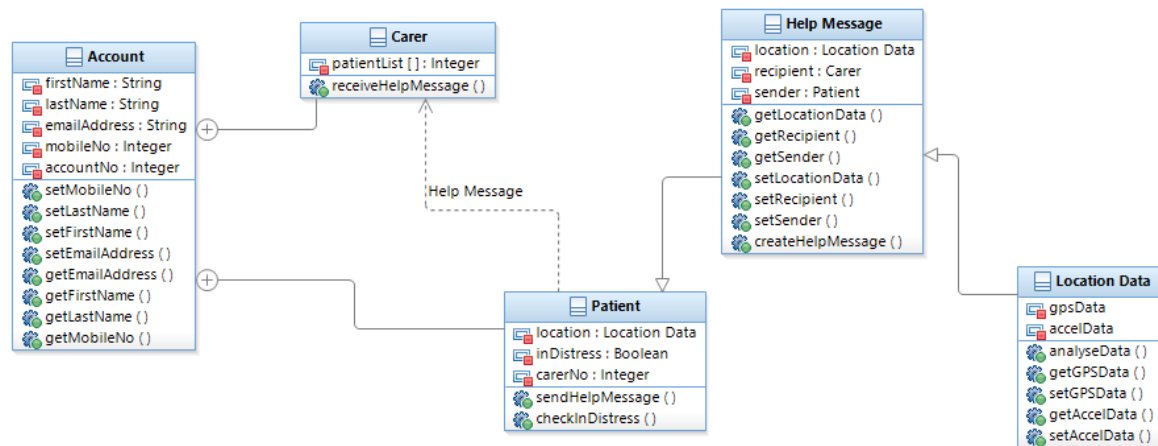 Account
firstName : String
lastName : String
emailAddress : String
mobileNo : Integer
accountNo : Integer
setMobileNo ( )
setLastName ( )
setFirstName ( )
setEmailAddress ( )
getEmailAddress ( )
getFirstName ( )
getLastName ( )
getMobileNo ( )
Carer
patientList [ ] : Integer
receiveHelpMessage ( )
Help Message
Help Message
location : Location Data
recipient : Carer
sender : Patient
getLocationData ( )
getRecipient ( )
getSender ( )
setLocationData ( )
setRecipient ( )
setSender ( )
createHelpMessage ( )
Patient
location : Location Data
inDistress : Boolean
carerNo : Integer
sendHelpMessage ( )
checkInDistress ( )
Location Data
gpsData
accelData
analyseData ( )
getGPSData ( )
setGPSData ( )
getAccelData ( )
setAccelData ( )